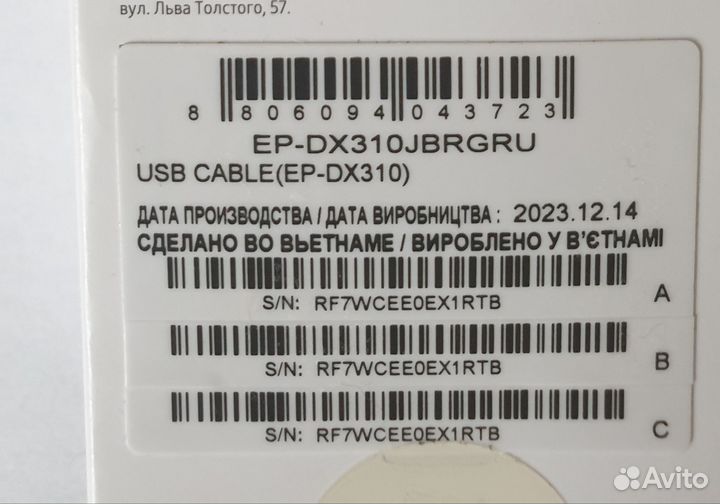 вул. Льва Толстого, 57.
8 806094 043723
EP-DX310JBRGRU
USB CABLE(EP-DX310)
ДАТА ПРОИЗВОДСТВА / ДАТА ВИРОБНИЦТВА : 2023.12.14
СДЕЛАНО ВО ВЬЕТНАМЕ / ВИРОБЛЕНО У В'ЄТНАМІ
S/N: RF7WCEE0EX1RTB A
S/N: RF7WCEE0EX1RTB B
S/N: RF7WCEE0EX1RTB C
Avito